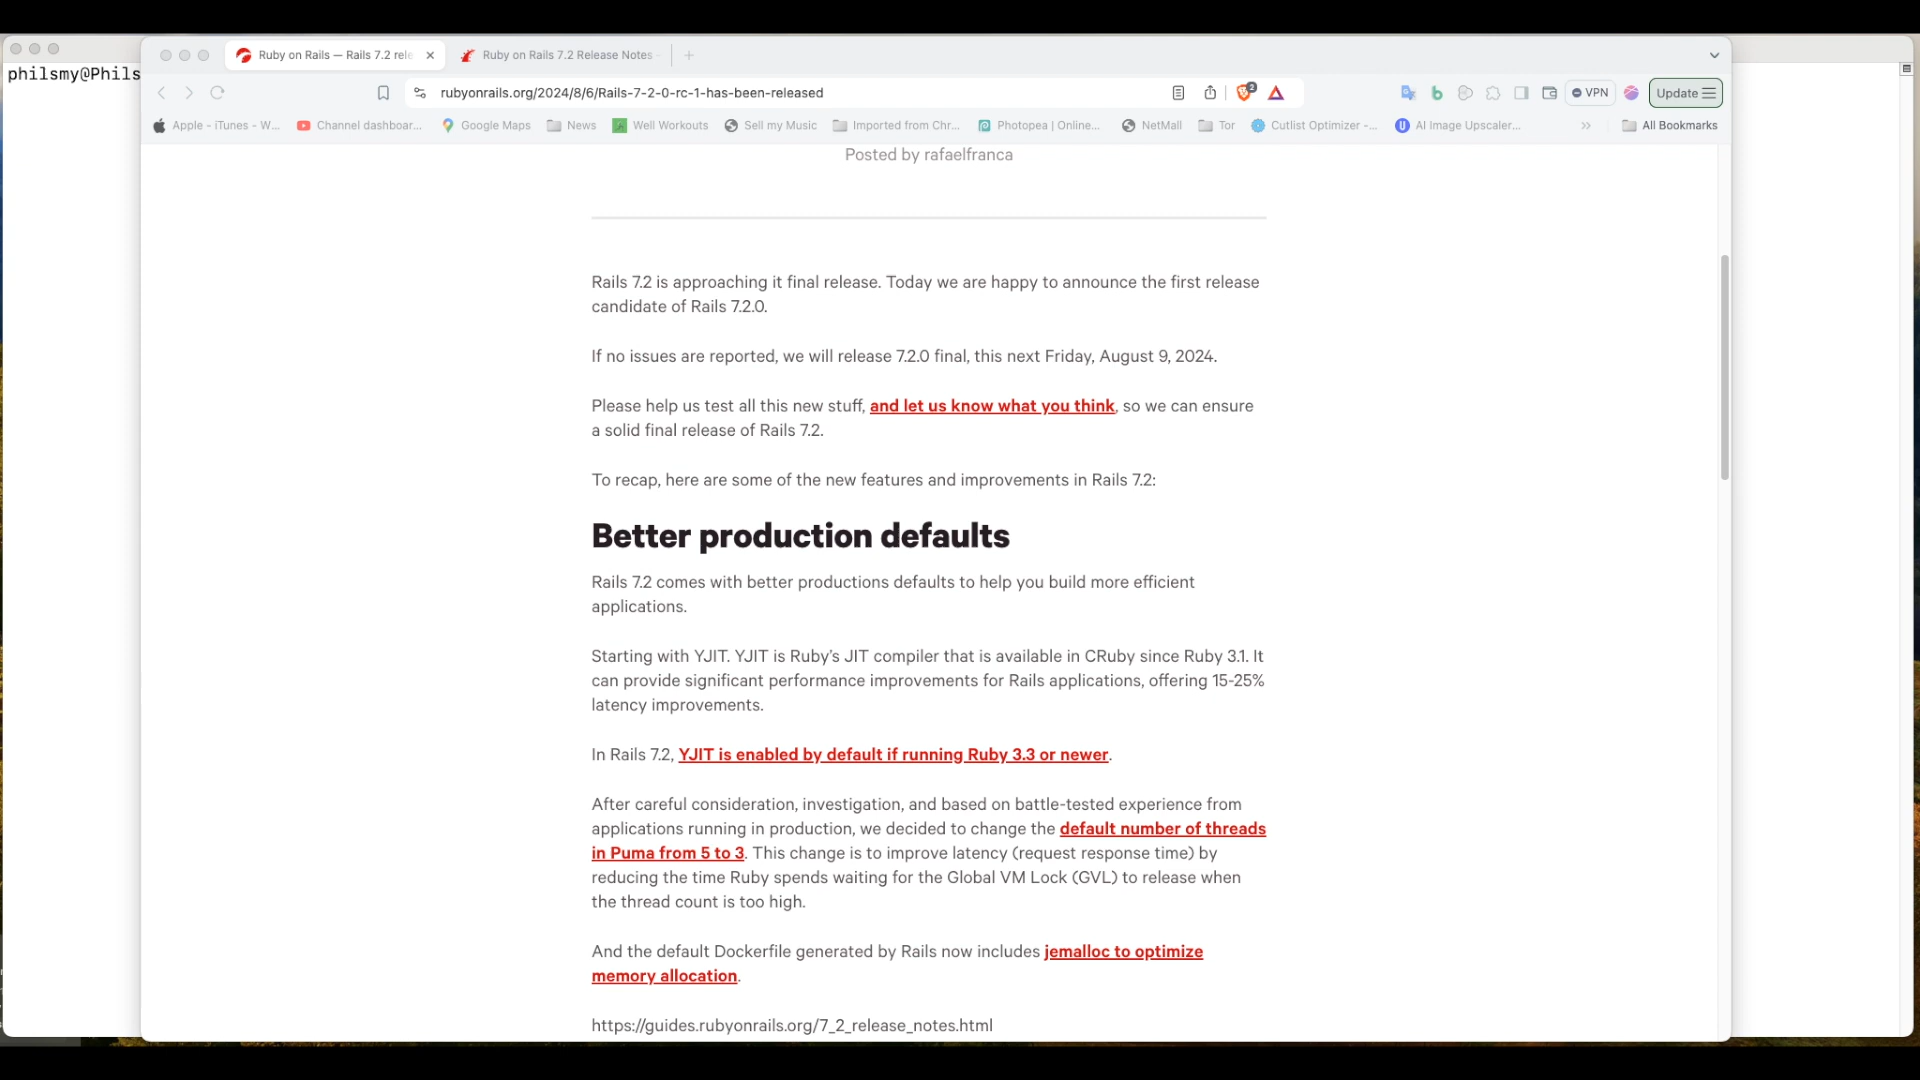 philsmy@Phils
Ruby on Rails — Rails 7.2 rele
Ruby on Rails 7.2 Release Notes
rubyonrails.org/2024/8/6/Rails-7-2-0-rc-1-has-been-released
2
VPN
Update
Apple - iTunes - W...
Channel dashboar...
Google Maps
News
Well Workouts
Sell my Music
Imported from Chr...
Photopea | Online...
NetMall
Tor
Cutlist Optimizer -...
AI Image Upscaler...
All Bookmarks
Posted by rafaelfranca
Rails 7.2 is approaching it final release. Today we are happy to announce the first release
candidate of Rails 7.2.0.
If no issues are reported, we will release 7.2.0 final, this next Friday, August 9, 2024.
Please help us test all this new stuff, and let us know what you think, so we can ensure
a solid final release of Rails 7.2.
To recap, here are some of the new features and improvements in Rails 7.2:
Better production defaults
Rails 7.2 comes with better productions defaults to help you build more efficient
applications.
Starting with YJIT. YJIT is Ruby’s JIT compiler that is available in CRuby since Ruby 3.1. It
can provide significant performance improvements for Rails applications, offering 15-25%
latency improvements.
In Rails 7.2, YJIT is enabled by default if running Ruby 3.3 or newer.
After careful consideration, investigation, and based on battle-tested experience from
applications running in production, we decided to change the default number of threads
in Puma from 5 to 3. This change is to improve latency (request response time) by
reducing the time Ruby spends waiting for the Global VM Lock (GVL) to release when
the thread count is too high.
And the default Dockerfile generated by Rails now includes jemalloc to optimize
memory allocation.
https://guides.rubyonrails.org/7_2_release_notes.html